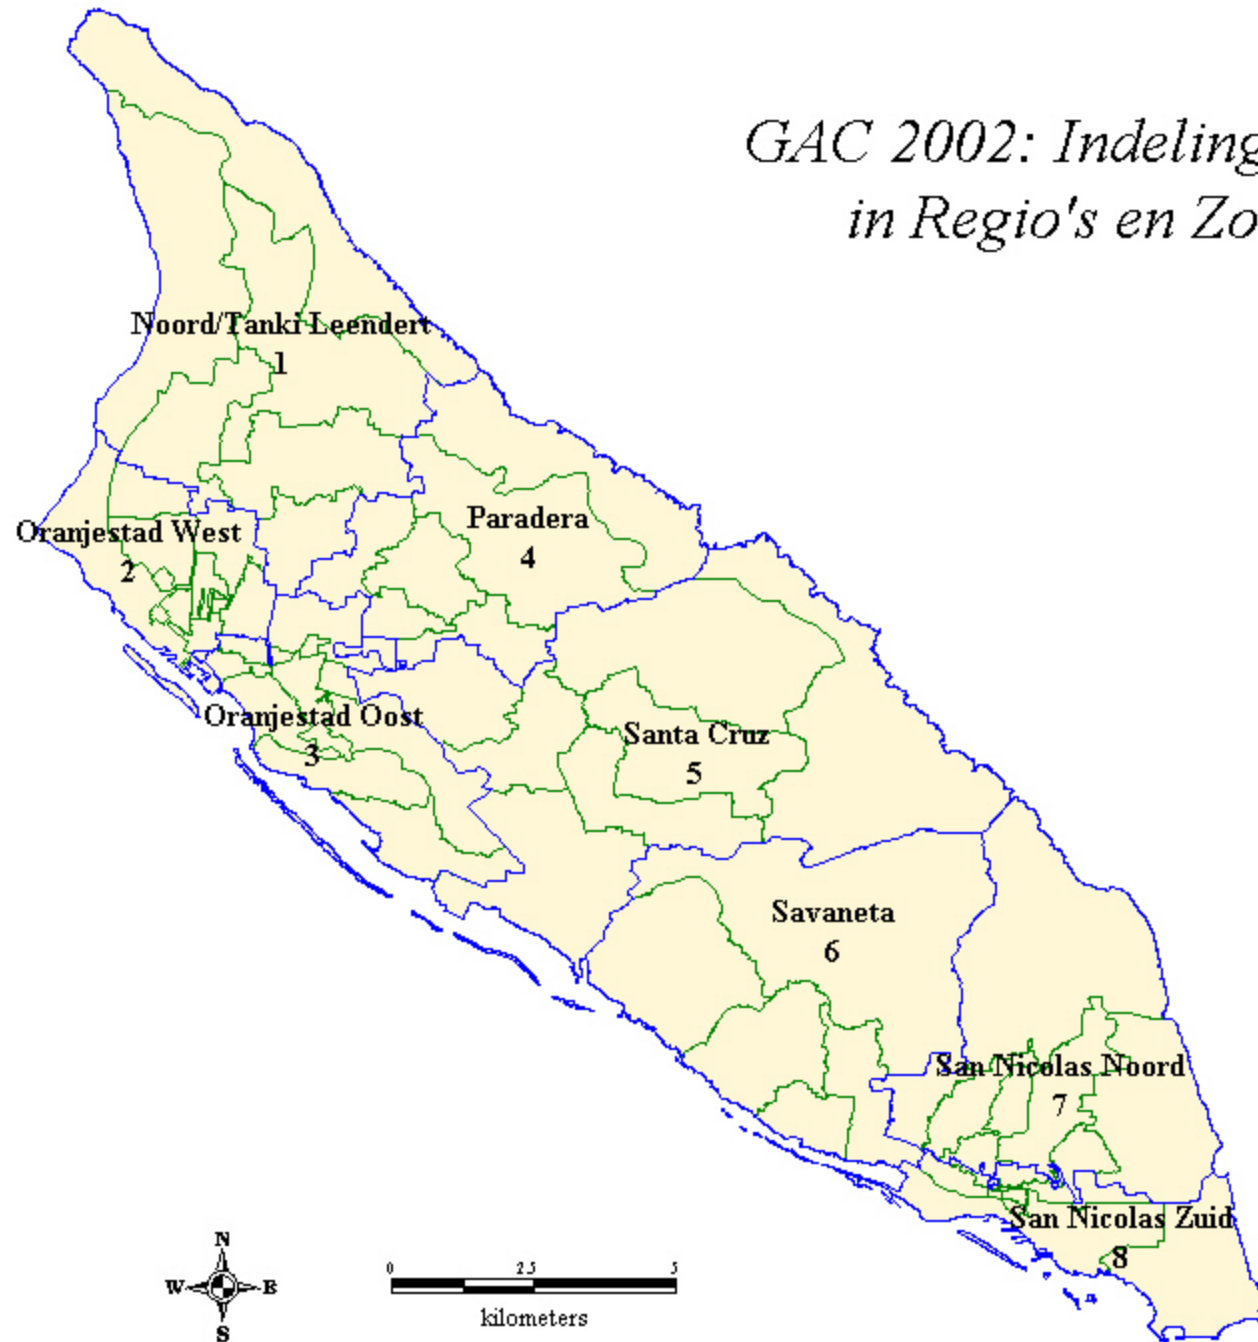 GAC 2002: Indeling
in Regio's en Zo
Noord/Tanki Leendert
1
Oranjestad West
2
Paradera
4
Oranjestad Oost
3
Santa Cruz
5
Savaneta
6
San Nicolas Noord
7
San Nicolas Zuid
8
N
W E
S
0 2.5 5
kilometers